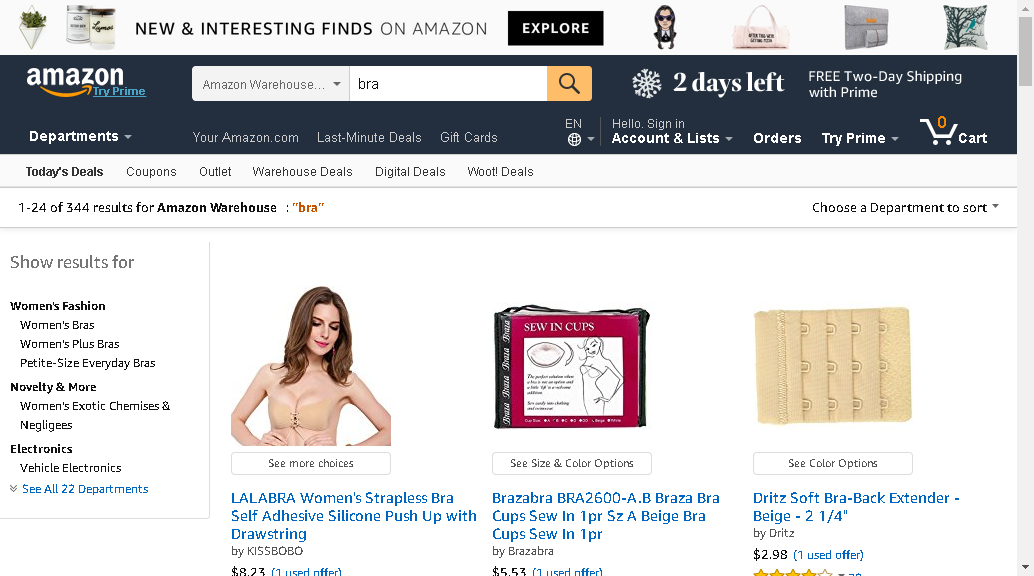 NEW & INTERESTING FINDS ON AMAZON
EXPLORE
amazon
Try Prime
Amazon Warehouse...
bra
2 days left
FREE Two-Day Shipping
with Prime
Departments
Your Amazon.com
Last-Minute Deals
Gift Cards
EN
Hello. Sign in
Account & Lists
Orders
Try Prime
0
Cart
Today's Deals
Coupons
Outlet
Warehouse Deals
Digital Deals
Woot! Deals
1-24 of 344 results for Amazon Warehouse : "bra"
Choose a Department to sort
Show results for
Women's Fashion
Women's Bras
Women's Plus Bras
Petite-Size Everyday Bras
Novelty & More
Women's Exotic Chemises &
Negligees
Electronics
Vehicle Electronics
See All 22 Departments
See more choices
LALABRA Women's Strapless Bra
Self Adhesive Silicone Push Up with
Drawstring
by KISSBOBO
$8.23 (1 used offer)
SEW IN CUPS
Braza
See Size & Color Options
Brazabra BRA2600-A.B Braza Bra
Cups Sew In 1pr Sz A Beige Bra
Cups Sew In 1pr
by Brazabra
$5.53 (1 used offer)
See Color Options
Dritz Soft Bra-Back Extender -
Beige - 2 1/4"
by Dritz
$2.98 (1 used offer)